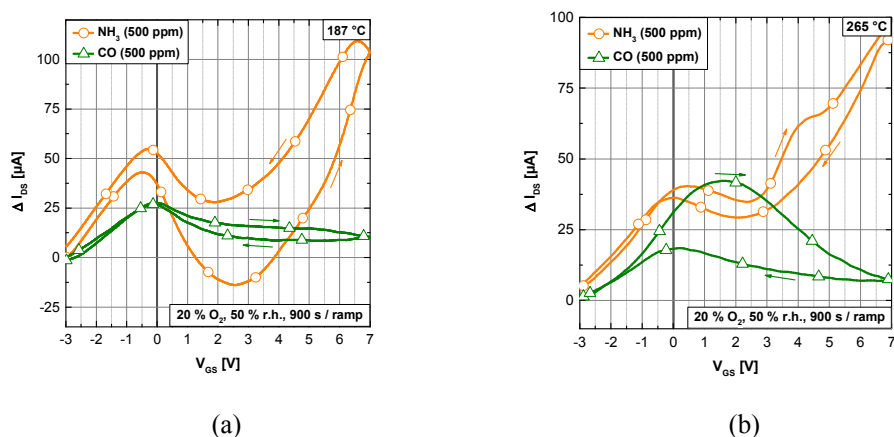 NH₃ (500 ppm)
CO (500 ppm)
187 °C
100
75
50
25
0
-25
Δ I_DS [µA]
20 % O₂, 50 % r.h., 900 s / ramp
-3 -2 -1 0 1 2 3 4 5 6 7
V_GS [V]
(a)
NH₃ (500 ppm)
CO (500 ppm)
265 °C
100
75
50
25
0
Δ I_DS [µA]
20 % O₂, 50 % r.h., 900 s / ramp
-3 -2 -1 0 1 2 3 4 5 6 7
V_GS [V]
(b)